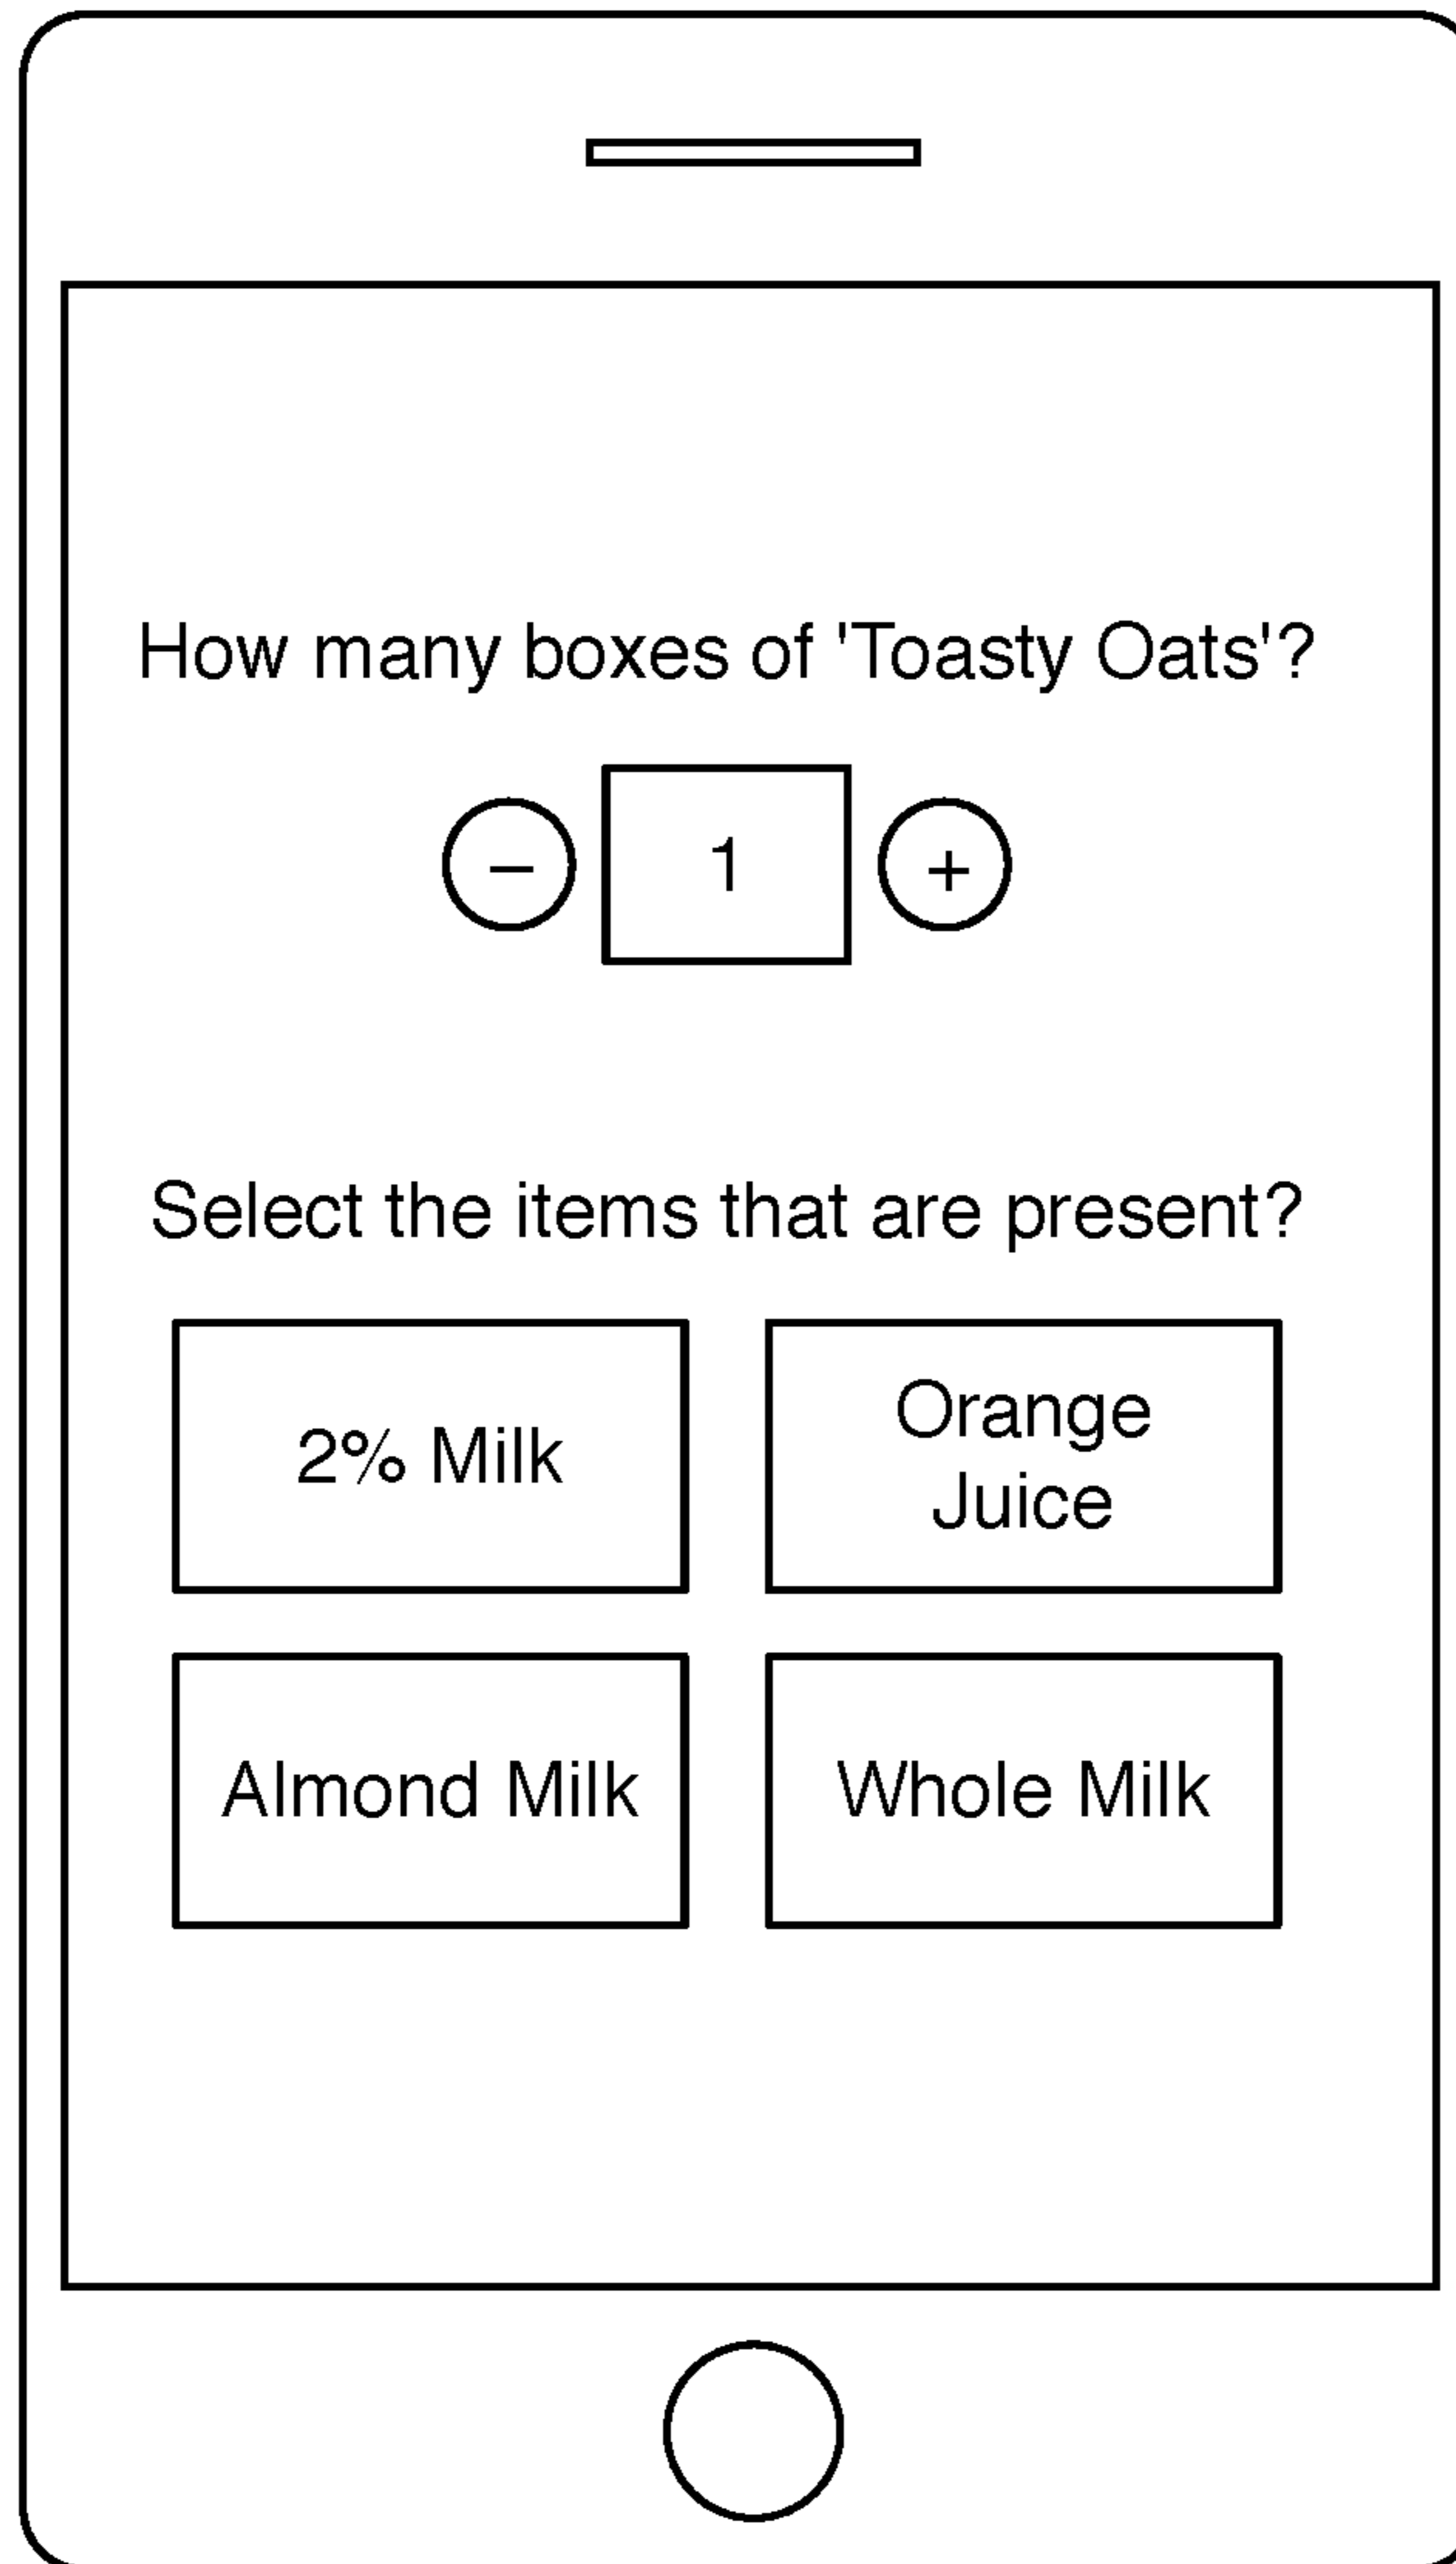 How many boxes of 'Toasty Oats'?
– 1 +
Select the items that are present?
2% Milk
Orange
Juice
Almond Milk
Whole Milk